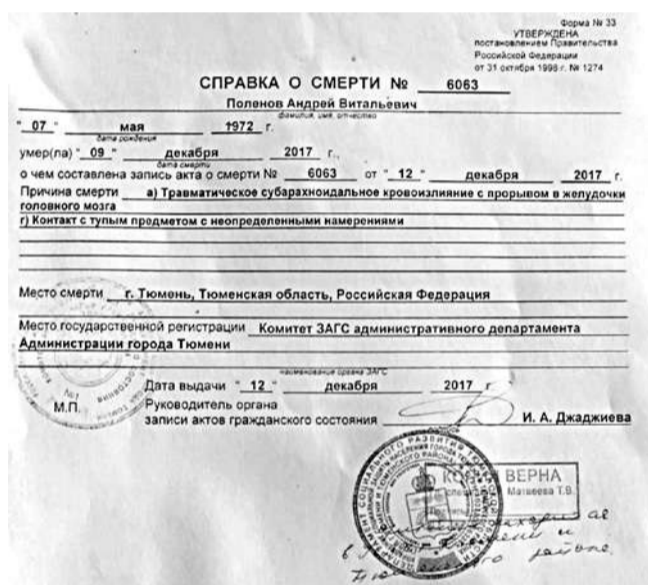 Форма № 33
УТВЕРЖДЕНА
постановлением Правительства
Российской Федерации
от 31 октября 1998 г. № 1274
СПРАВКА О СМЕРТИ № 6063
Поленов Андрей Витальевич
фамилия, имя, отчество
" 07 " мая 1972 г.
дата рождения
умер(ла) " 09 " декабря 2017 г.,
дата смерти
о чем составлена запись акта о смерти № 6063 от " 12 " декабря 2017 г.
Причина смерти а) Травматическое субарахноидальное кровоизлияние с прорывом в желудочки
головного мозга
г) Контакт с тупым предметом с неопределенными намерениями
Место смерти г. Тюмень, Тюменская область, Российская Федерация
Место государственной регистрации Комитет ЗАГС административного департамента
Администрации города Тюмени
наименование органа ЗАГС
Дата выдачи " 12 " декабря 2017 г.
М.П.
Руководитель органа
записи актов гражданского состояния И. А. Джаджиева
ВЕРНА
Матвеева Т.В.
районе.